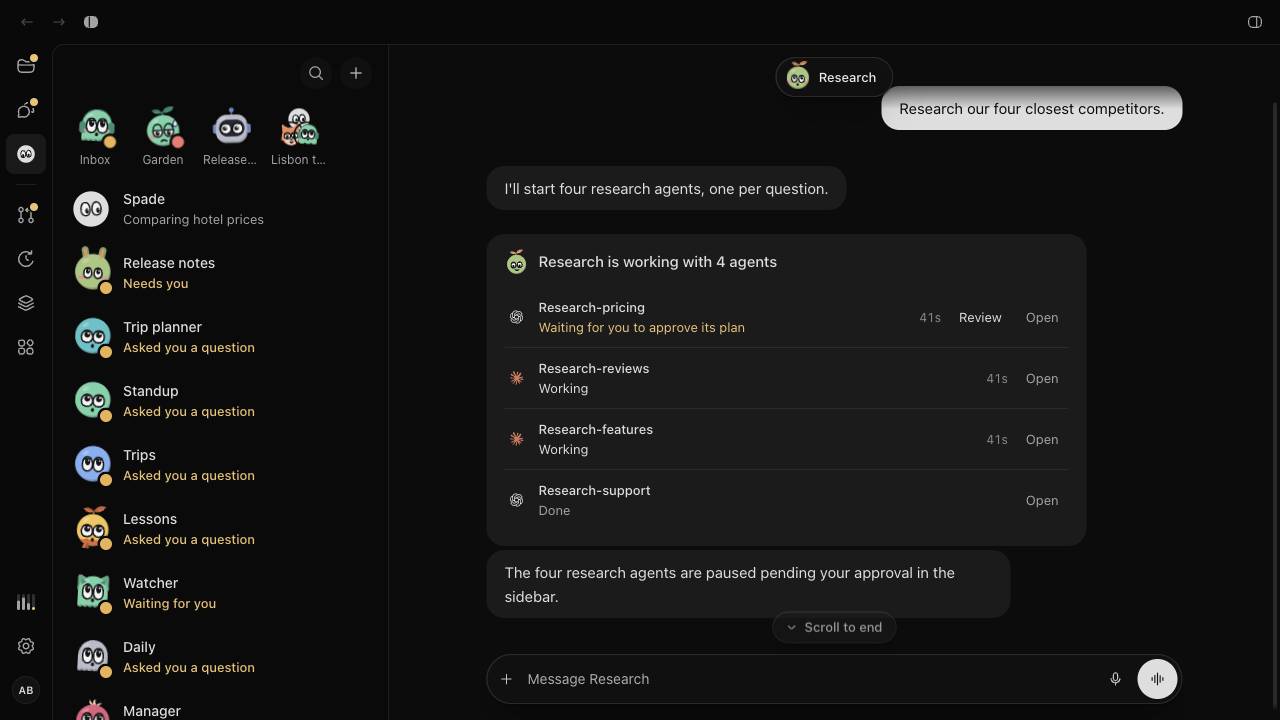 Research
Research our four closest competitors.
Inbox
Garden
Release...
Lisbon t...
Spade
Comparing hotel prices
Release notes
Needs you
Trip planner
Asked you a question
Standup
Asked you a question
Trips
Asked you a question
Lessons
Asked you a question
Watcher
Waiting for you
Daily
Asked you a question
Manager
AB
I'll start four research agents, one per question.
Research is working with 4 agents
Research-pricing
Waiting for you to approve its plan
41s Review Open
Research-reviews
Working
41s Open
Research-features
Working
41s Open
Research-support
Done
Open
The four research agents are paused pending your approval in the
sidebar.
Scroll to end
Message Research